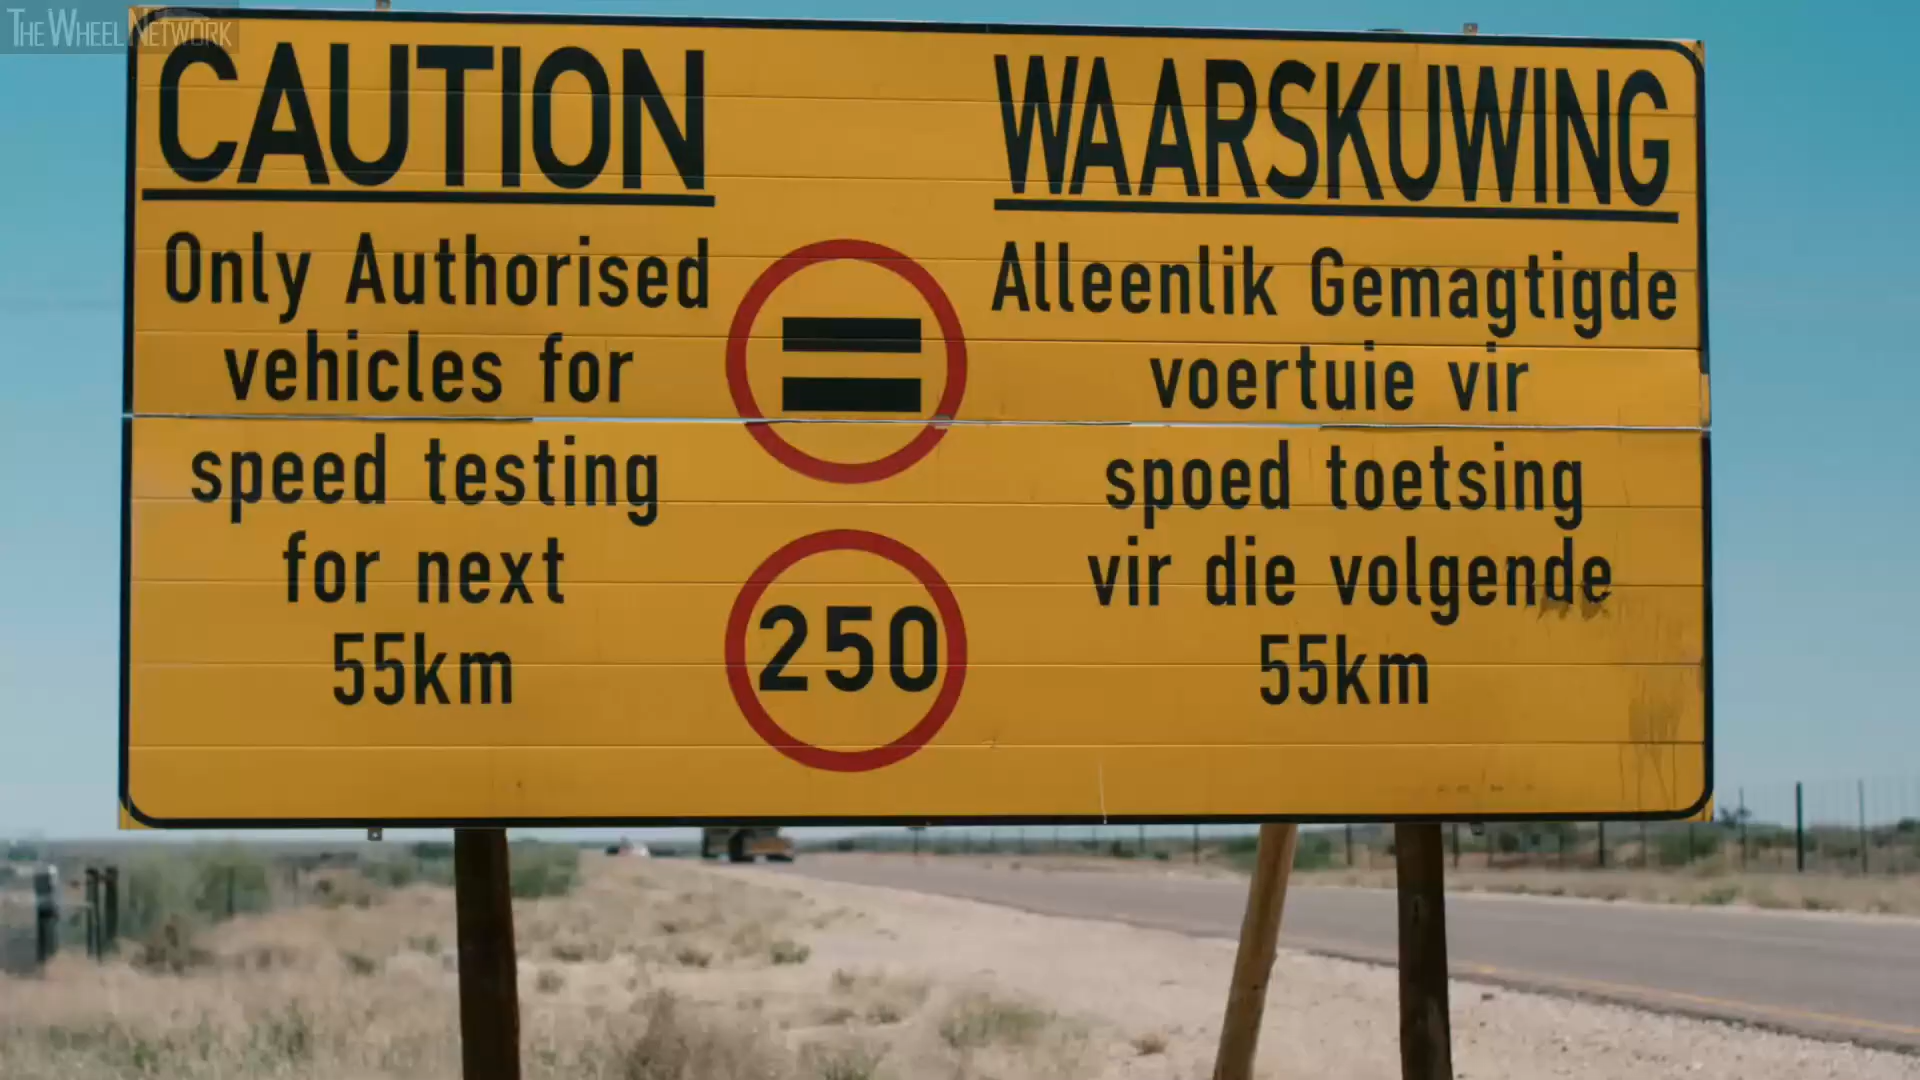 THE WHEEL NETWORK
CAUTION
Only Authorised
vehicles for
speed testing
for next
55km
=
250
WAARSKUWING
Alleenlik Gemagtigde
voertuie vir
spoed toetsing
vir die volgende
55km